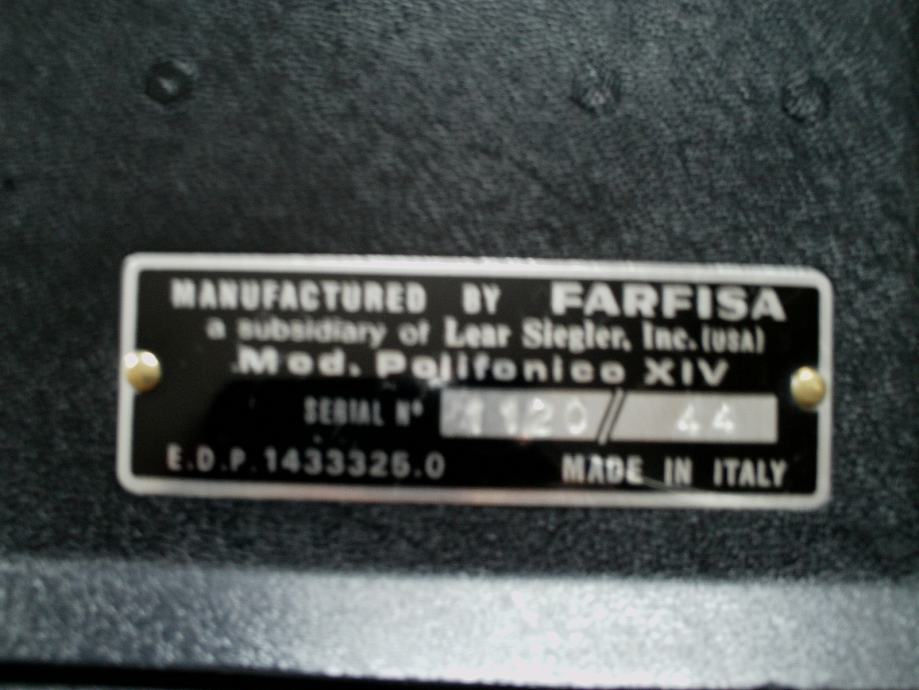 MANUFACTURED BY FARFISA
a subsidiary of Lear Siegler, Inc. (USA)
Mod. Polifonico XIV
SERIAL Nº 1120 // 44
E.D.P. 1433325.0 MADE IN ITALY